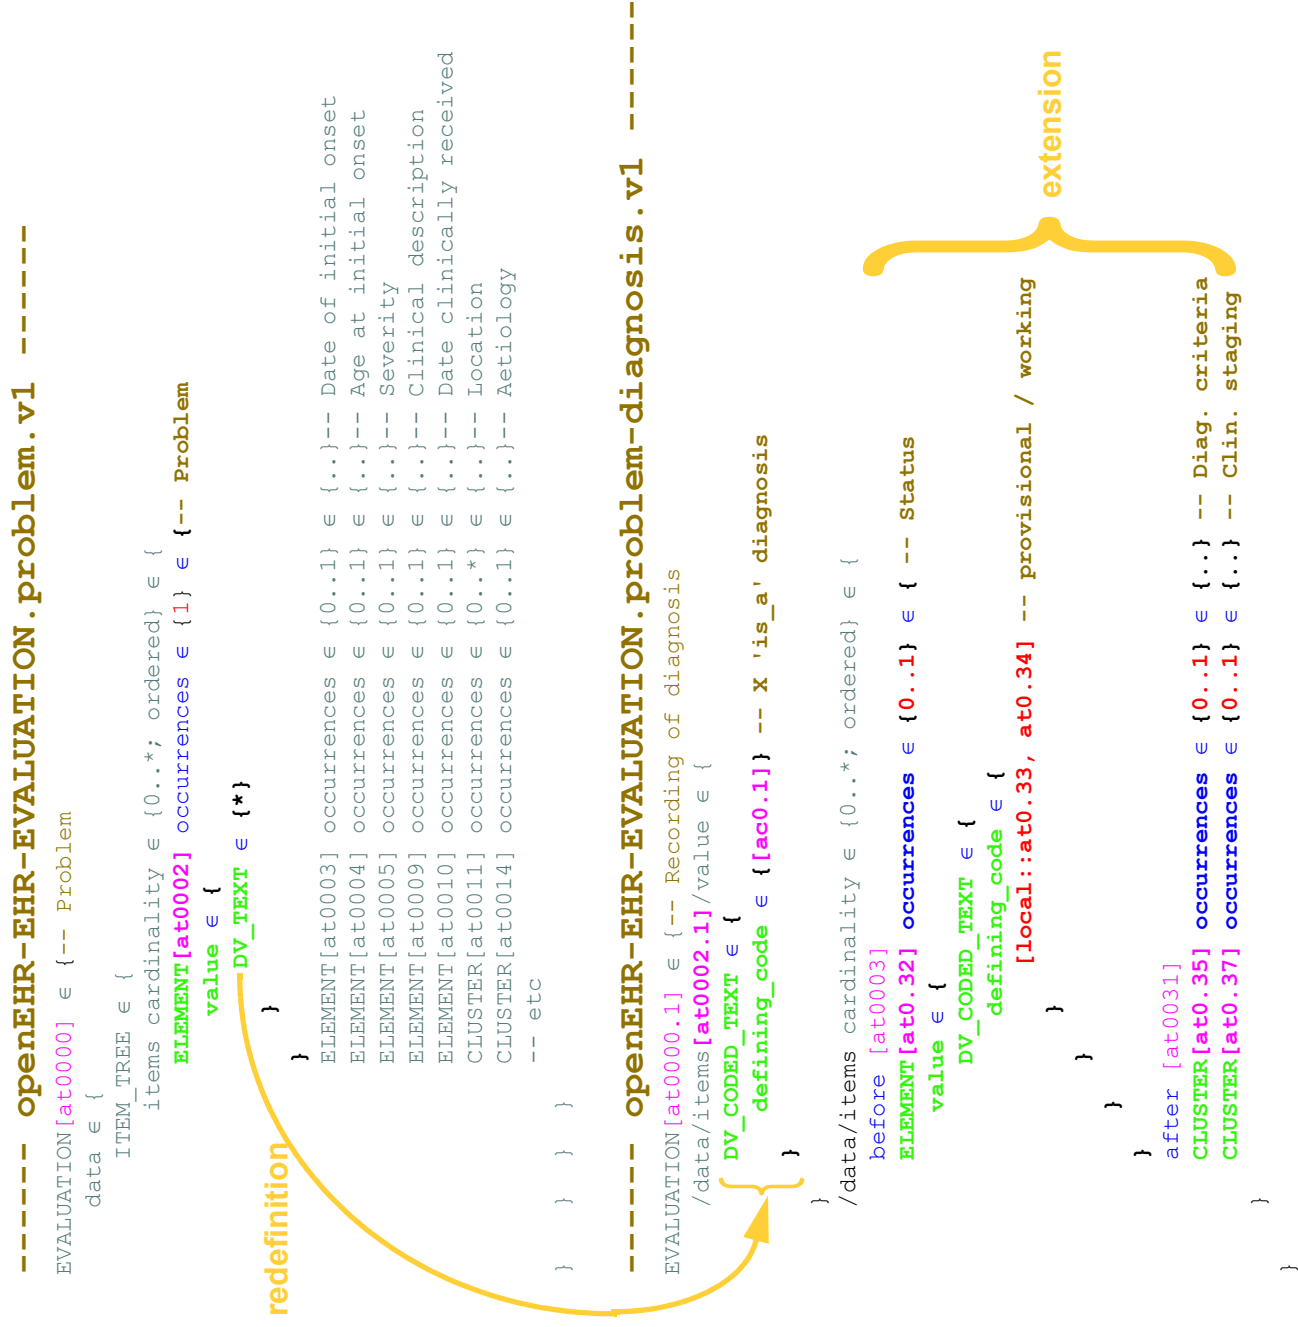 ------ openEHR-EHR-EVALUATION.problem.v1 ------
EVALUATION[at0000] ∈ {-- Problem
data ∈ {
ITEM_TREE ∈ {
items cardinality ∈ {0..*; ordered} ∈ {
ELEMENT[at0002] occurrences ∈ {1} ∈ {-- Problem
value ∈ {
DV_TEXT ∈ {*}
}
}
ELEMENT[at0003] occurrences ∈ {0..1} ∈ {..}-- Date of initial onset
ELEMENT[at0004] occurrences ∈ {0..1} ∈ {..}-- Age at initial onset
ELEMENT[at0005] occurrences ∈ {0..1} ∈ {..}-- Severity
ELEMENT[at0009] occurrences ∈ {0..1} ∈ {..}-- Clinical description
ELEMENT[at0010] occurrences ∈ {0..1} ∈ {..}-- Date clinically received
CLUSTER[at0011] occurrences ∈ {0..*} ∈ {..}-- Location
CLUSTER[at0014] occurrences ∈ {0..1} ∈ {..}-- Aetiology
-- etc
} } } }
redefinition
------ openEHR-EHR-EVALUATION.problem-diagnosis.v1 ------
EVALUATION[at0000.1] ∈ {-- Recording of diagnosis
/data/items[at0002.1]/value ∈ {
DV_CODED_TEXT ∈ {
defining_code ∈ {[ac0.1]} -- X 'is_a' diagnosis
}
}
/data/items cardinality ∈ {0..*; ordered} ∈ {
before [at0003]
ELEMENT[at0.32] occurrences ∈ {0..1} ∈ { -- Status
value ∈ {
DV_CODED_TEXT ∈ {
defining_code ∈ {
[local::at0.33, at0.34] -- provisional / working
}
}
}
}
after [at0031]
CLUSTER[at0.35] occurrences ∈ {0..1} ∈ {..} -- Diag. criteria
CLUSTER[at0.37] occurrences ∈ {0..1} ∈ {..} -- Clin. staging
}
}
extension